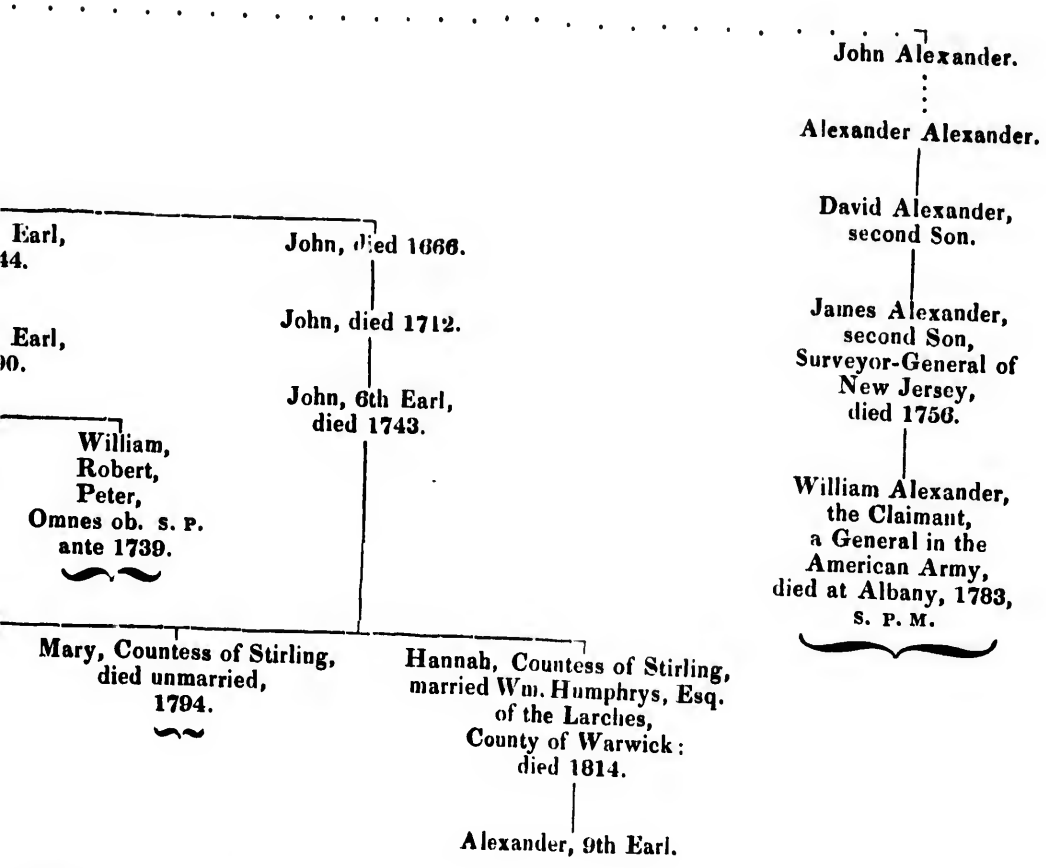 John Alexander.
Alexander Alexander.
David Alexander,
second Son.
James Alexander,
second Son,
Surveyor-General of
New Jersey,
died 1756.
William Alexander,
the Claimant,
a General in the
American Army,
died at Albany, 1783,
S. P. M.
Earl,
44.
Earl,
90.
William,
Robert,
Peter,
Omnes ob. s. p.
ante 1739.
John, died 1666.
John, died 1712.
John, 6th Earl,
died 1743.
Mary, Countess of Stirling,
died unmarried,
1794.
Hannah, Countess of Stirling,
married Wm. Humphrys, Esq.
of the Larches,
County of Warwick:
died 1814.
Alexander, 9th Earl.